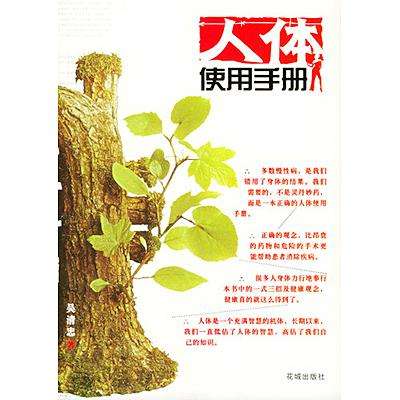 人体
使用手册
∴ 多数慢性病，是我们
错用了身体的结果。我们
需要的，不是灵丹妙药，
而是一本正确的人体使用
手册。
∴ 正确的观念，比昂贵
的药物和危险的手术更
能帮助患者消除疾病。
∴ 很多人身体力行地奉行
本书中的一式三招及健康观念，
健康真的就这么得到了。
∴ 人体是一个充满智慧的机体，长期以来，
我们一直低估了人体的智慧，高估了我们自
己的知识。
吴清忠
花城出版社